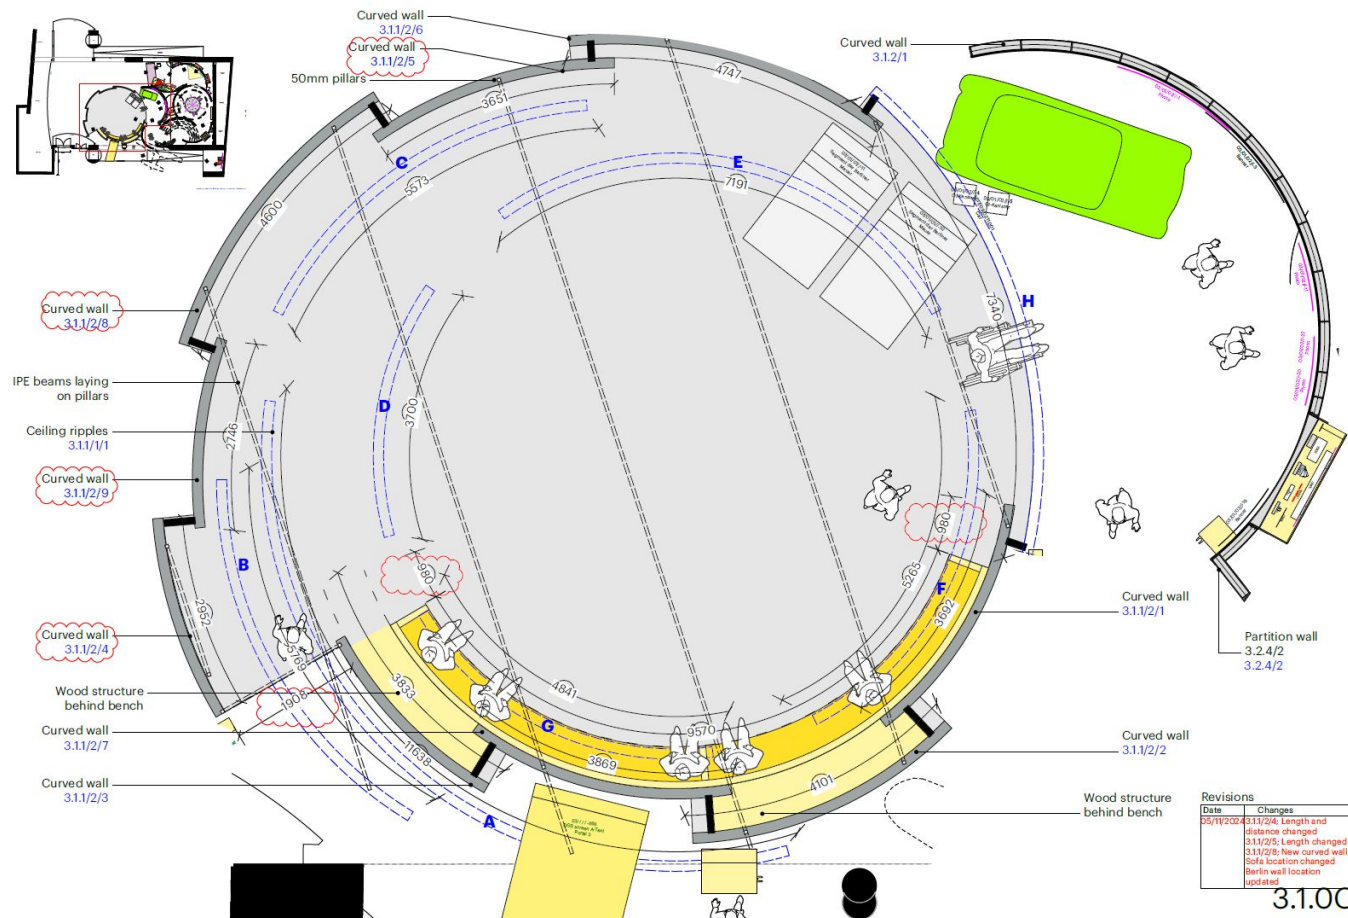 Curved wall
3.1.1/2/6
Curved wall
3.1.1/2/5
50mm pillars
Curved wall
3.1.2/1
4747
3651
C
E
5573
7191
4600
Curved wall
3.1.1/2/8
H
7340
IPE beams laying
on pillars
D
3700
2746
Ceiling ripples
3.1.1/1/1
Curved wall
3.1.1/2/9
980
B
980
5265
F
3692
Curved wall
3.1.1/2/1
2952
Curved wall
3.1.1/2/4
5769
Partition wall
3.2.4/2
3.2.4/2
Wood structure
behind bench
3833
1908
4841
G
9570
Curved wall
3.1.1/2/7
11638
3869
Curved wall
3.1.1/2/2
Curved wall
3.1.1/2/3
4101
A
Wood structure
behind bench
Revisions
Date Changes
05/11/2024 3.1.1/2/4; Length and
distance changed
3.1.1/2/5; Length changed
3.1.1/2/8; New curved wall
Sofa location changed
Berlin wall location
updated
3.1.00